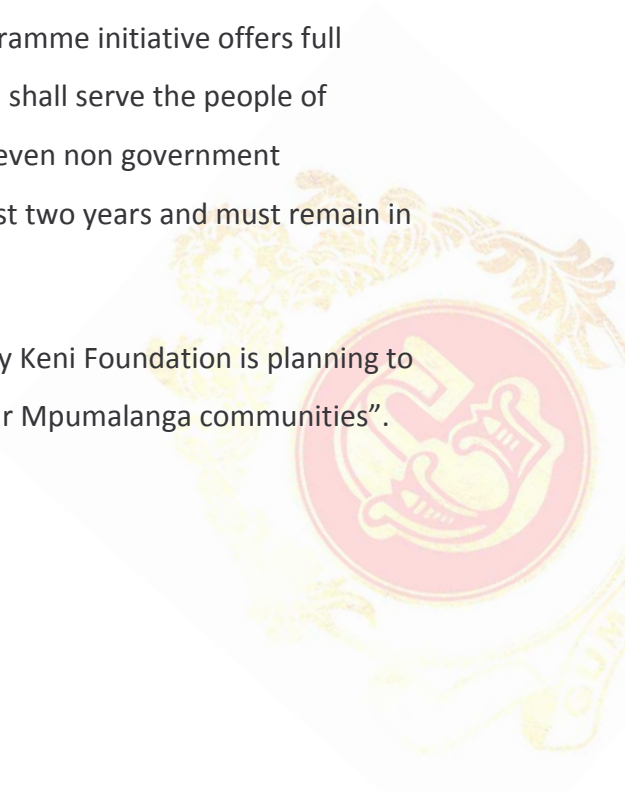 ramme initiative offers full
shall serve the people of
even non government
st two years and must remain in
y Keni Foundation is planning to
r Mpumalanga communities”.
G
GUM